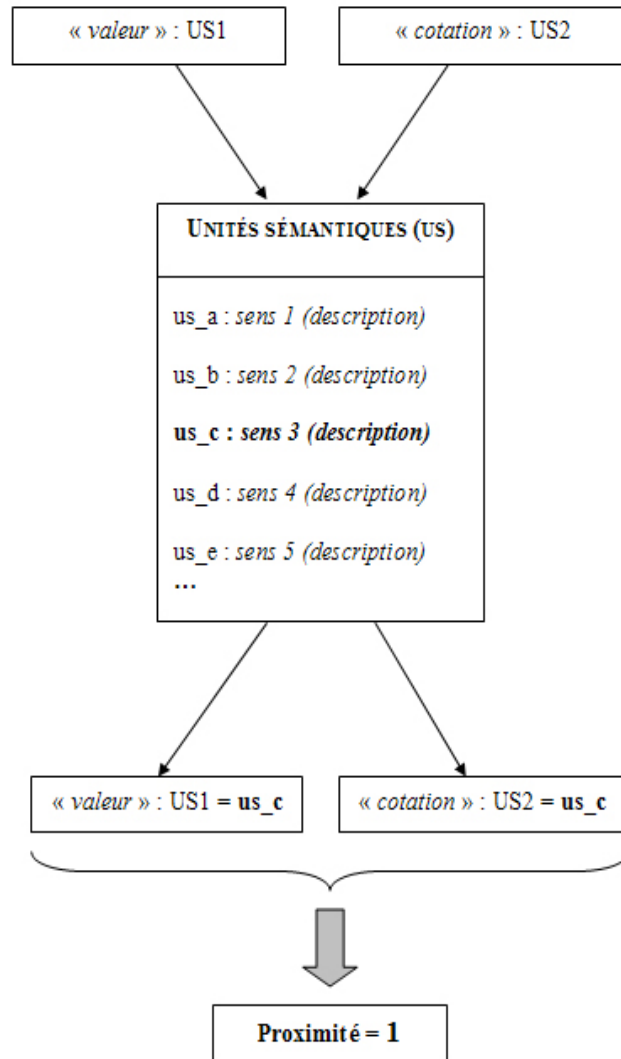 « valeur » : US1
« cotation » : US2
UNITÉS SÉMANTIQUES (US)
us_a : sens 1 (description)
us_b : sens 2 (description)
us_c : sens 3 (description)
us_d : sens 4 (description)
us_e : sens 5 (description)
...
« valeur » : US1 = us_c
« cotation » : US2 = us_c
Proximité = 1